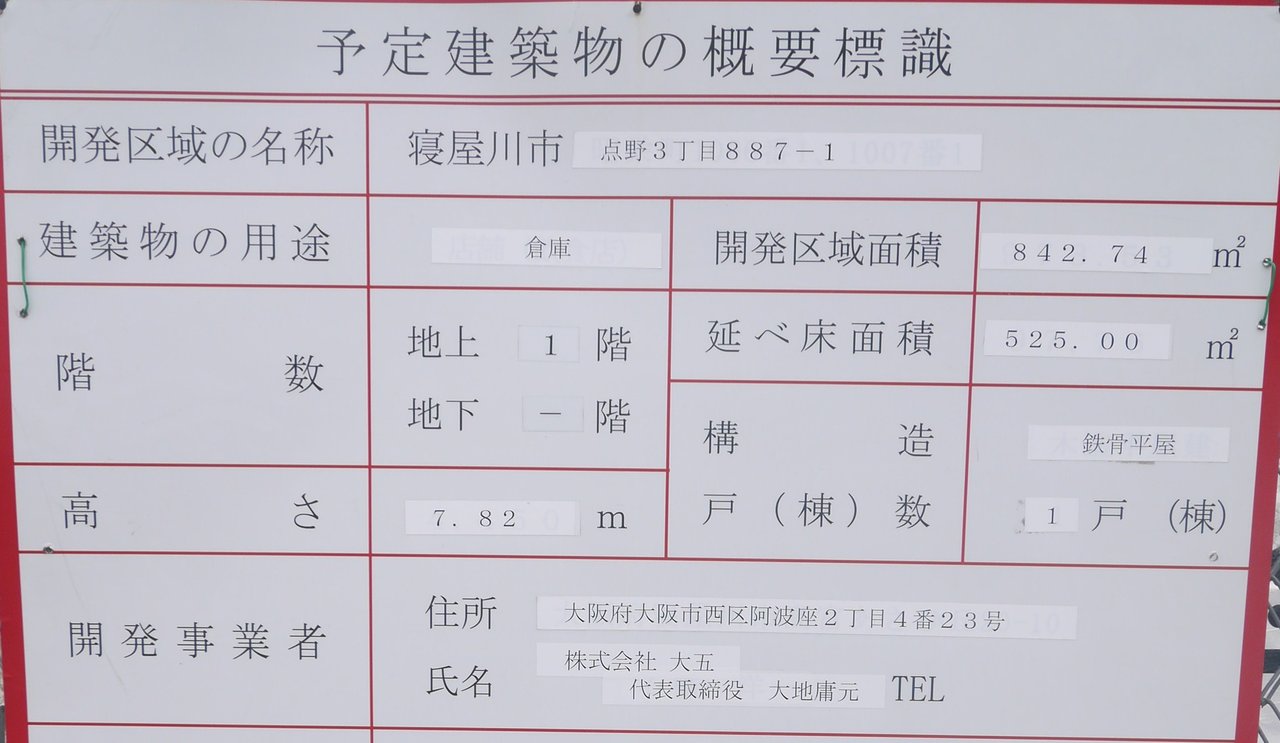 予定建築物の概要標識
開発区域の名称 寝屋川市 点野３丁目８８７－１
建築物の用途 倉庫 開発区域面積 ８４２．７４ ㎡
階数 地上 １ 階 延べ床面積 ５２５．００ ㎡
地下 － 階 構造 鉄骨平屋
高さ ７．８２ m 戸（棟）数 １ 戸（棟）
開発事業者 住所 大阪府大阪市西区阿波座２丁目４番２３号
氏名 株式会社 大五
代表取締役 大地庸元 TEL